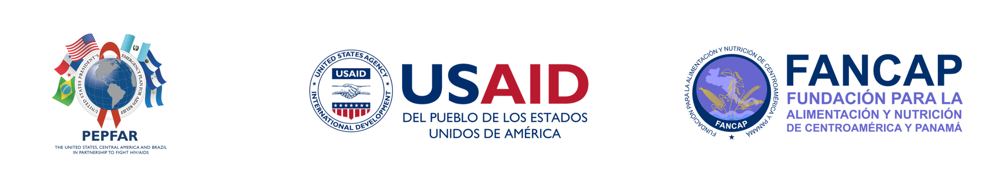 UNITED STATES PRESIDENT'S EMERGENCY PLAN FOR AIDS RELIEF
PEPFAR
THE UNITED STATES, CENTRAL AMERICA AND BRAZIL
IN PARTNERSHIP TO FIGHT HIV/AIDS
UNITED STATES AGENCY
INTERNATIONAL DEVELOPMENT
USAID
USAID
DEL PUEBLO DE LOS ESTADOS
UNIDOS DE AMÉRICA
FUNDACIÓN PARA LA ALIMENTACIÓN Y NUTRICIÓN DE CENTROAMÉRICA Y PANAMÁ
FANCAP
FANCAP
FUNDACIÓN PARA LA
ALIMENTACIÓN Y NUTRICIÓN
DE CENTROAMÉRICA Y PANAMÁ